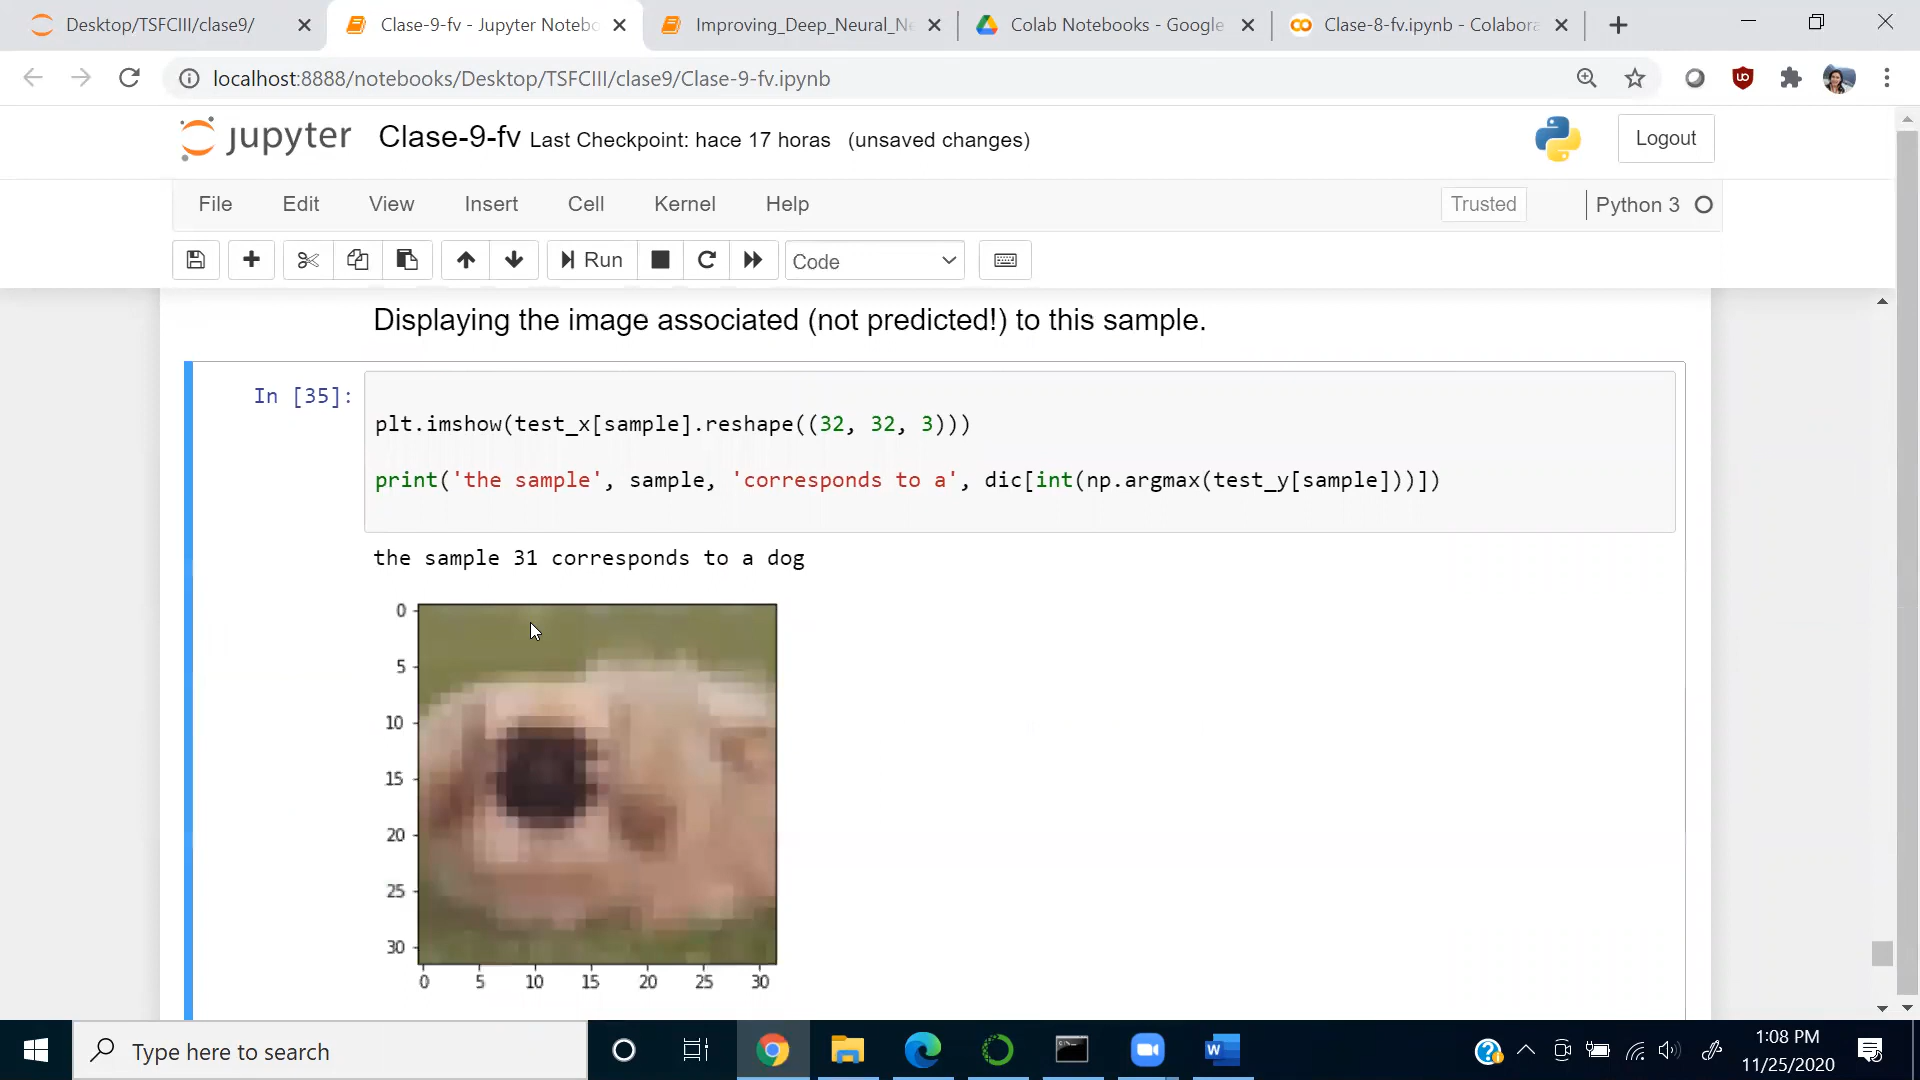 Desktop/TSFCIII/clase9/
Clase-9-fv - Jupyter Notebo
Improving_Deep_Neural_Ne
Colab Notebooks - Google
Clase-8-fv.ipynb - Colabora
localhost:8888/notebooks/Desktop/TSFCIII/clase9/Clase-9-fv.ipynb
jupyter Clase-9-fv Last Checkpoint: hace 17 horas (unsaved changes)
Logout
File Edit View Insert Cell Kernel Help
Trusted
Python 3
Run
Code
Displaying the image associated (not predicted!) to this sample.
In [35]:
plt.imshow(test_x[sample].reshape((32, 32, 3)))
print('the sample', sample, 'corresponds to a', dic[int(np.argmax(test_y[sample]))])
the sample 31 corresponds to a dog
0
5
10
15
20
25
30
0 5 10 15 20 25 30
Type here to search
1:08 PM
11/25/2020